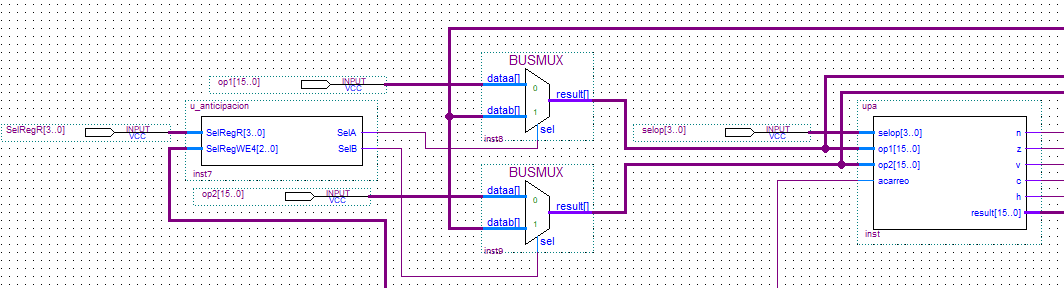 BUSMUX
op1[15..0]
INPUT
VCC
dataa[]
0
result[]
datab[]
1
sel
inst8
u_anticipacion
SelRegR[3..0]
INPUT
VCC
SelRegR[3..0]
SelA
SelRegWE4[2..0]
SelB
inst7
selop[3..0]
INPUT
VCC
upa
selop[3..0]
n
op1[15..0]
z
op2[15..0]
v
acarreo
c
h
result[15..0]
inst
BUSMUX
op2[15..0]
INPUT
VCC
dataa[]
0
result[]
datab[]
1
sel
inst9